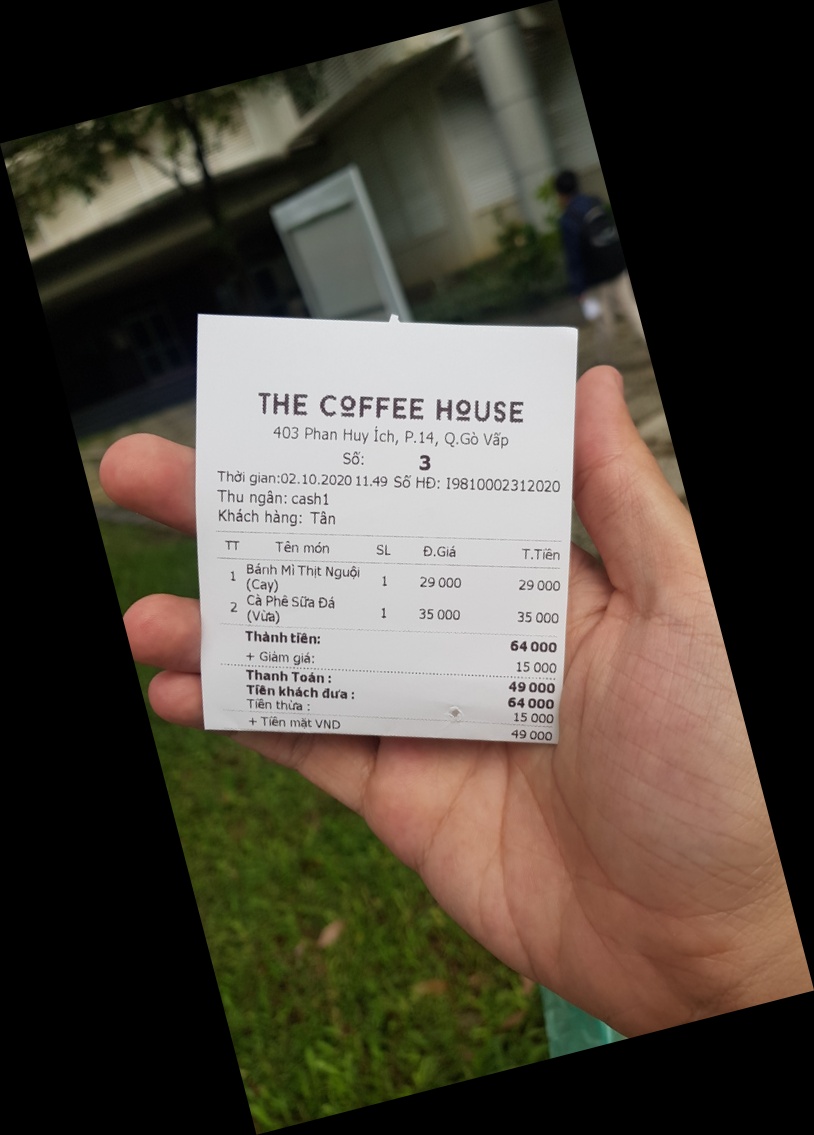 THE COFFEE HOUSE
403 Phan Huy Ích, P.14, Q.Gò Vấp
Số: 3
Thời gian:02.10.2020 11.49 Số HĐ: I9810002312020
Thu ngân: cash1
Khách hàng: Tân
TT Tên món SL Đ.Giá T.Tiền
1 Bánh Mì Thịt Nguội (Cay) 1 29 000 29 000
2 Cà Phê Sữa Đá (Vừa) 1 35 000 35 000
Thành tiền: 64 000
+ Giảm giá: 15 000
Thanh Toán : 49 000
Tiền khách đưa : 64 000
Tiền thừa : 15 000
+ Tiền mặt VND 49 000